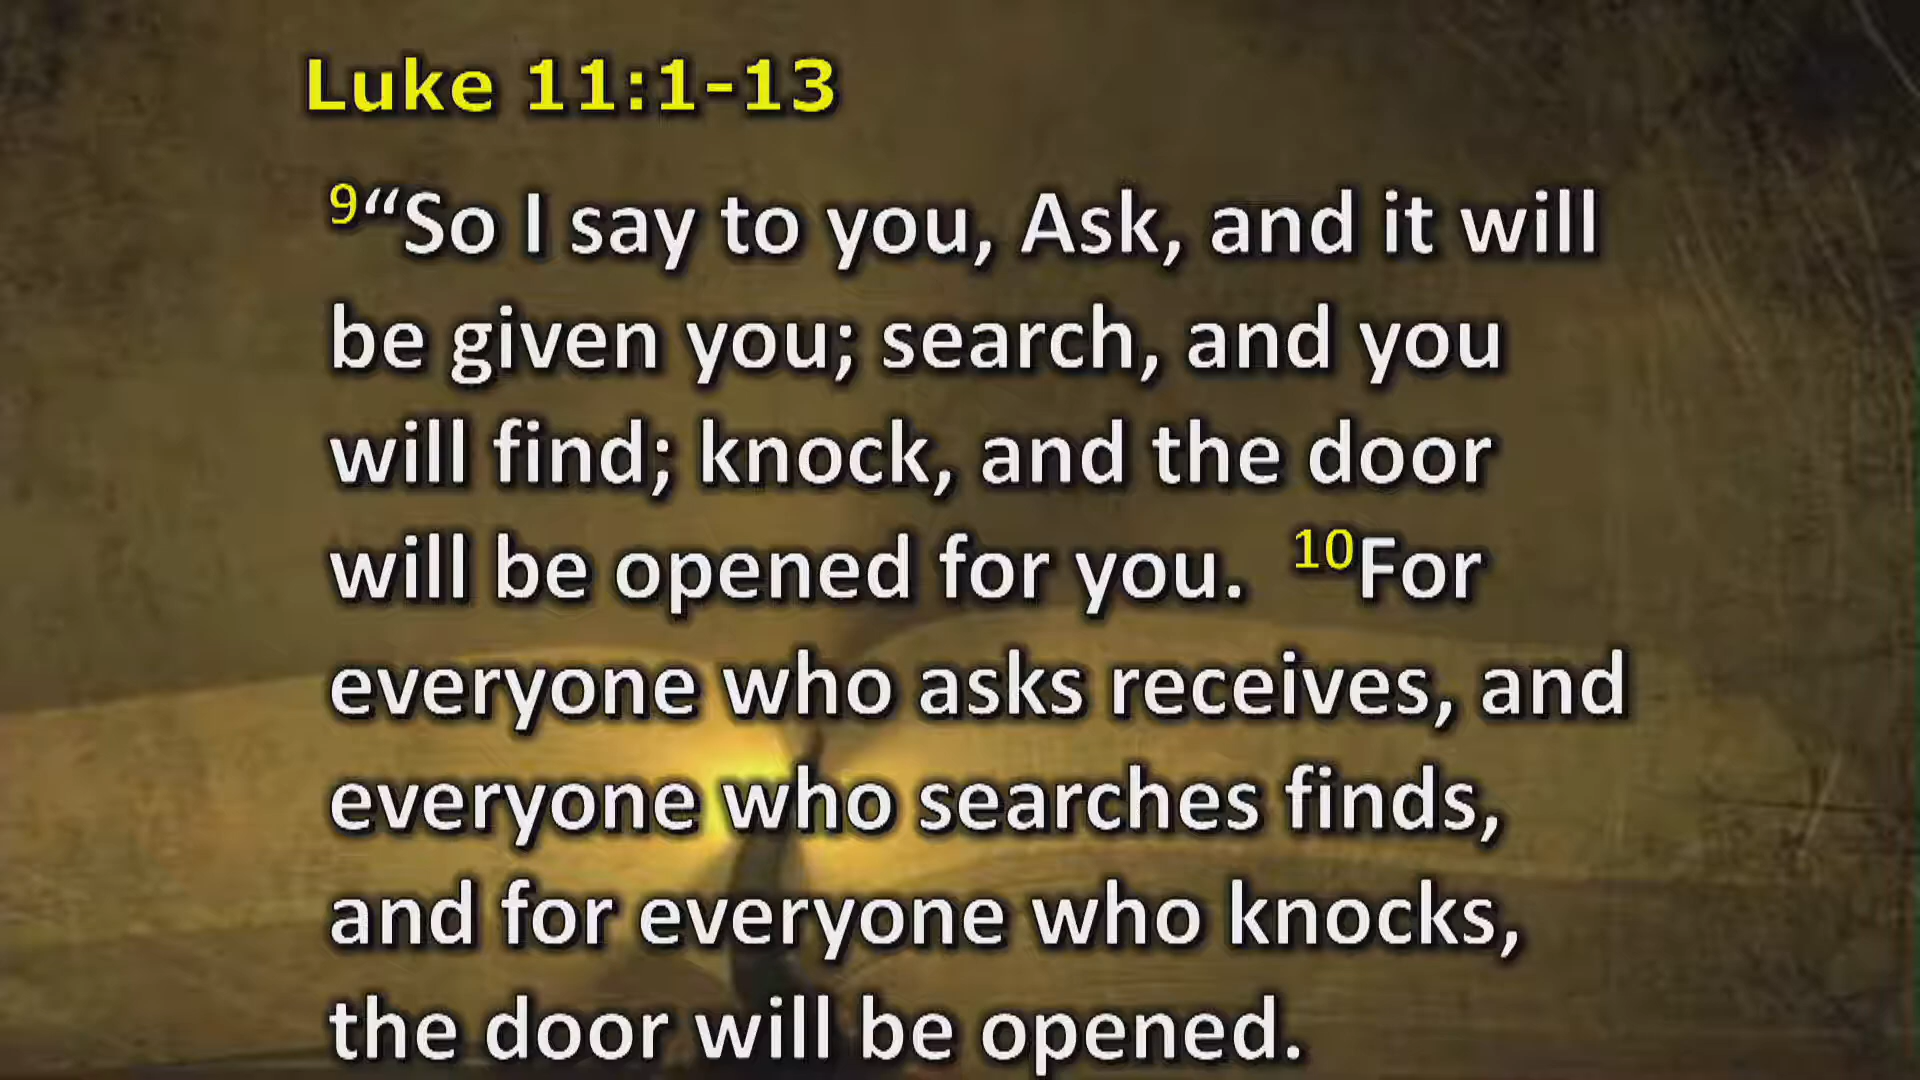 Luke 11:1-13
9“So I say to you, Ask, and it will
be given you; search, and you
will find; knock, and the door
will be opened for you. 10For
everyone who asks receives, and
everyone who searches finds,
and for everyone who knocks,
the door will be opened.